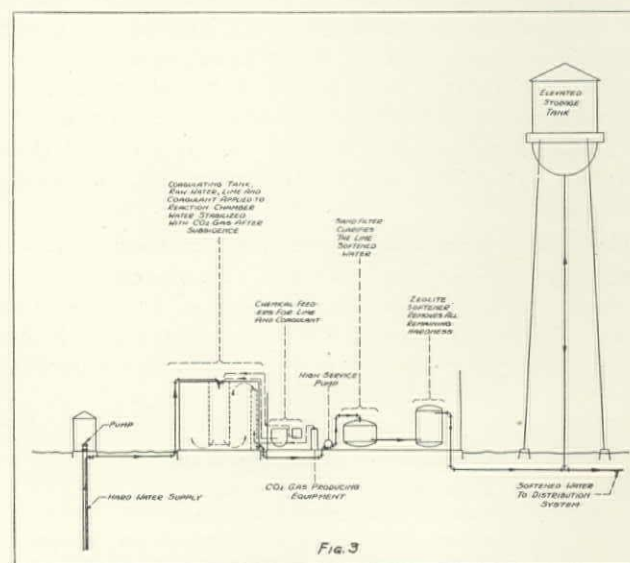 ELEVATED
STORAGE
TANK
COAGULATING TANK,
RAW WATER, LIME AND
COAGULANT APPLIED TO
REACTION CHAMBER
WATER STABILIZED
WITH CO2 GAS AFTER
SUBSIDENCE
SAND FILTER
CLARIFIES
THE LIME
SOFTENED
WATER
CHEMICAL FEED-
ERS FOR LIME
AND COAGULANT
ZEOLITE
SOFTENER
REMOVES ALL
REMAINING
HARDNESS
HIGH SERVICE
PUMP
PUMP
HARD WATER SUPPLY
CO2 GAS PRODUCING
EQUIPMENT
SOFTENED WATER
TO DISTRIBUTION
SYSTEM
FIG. 3